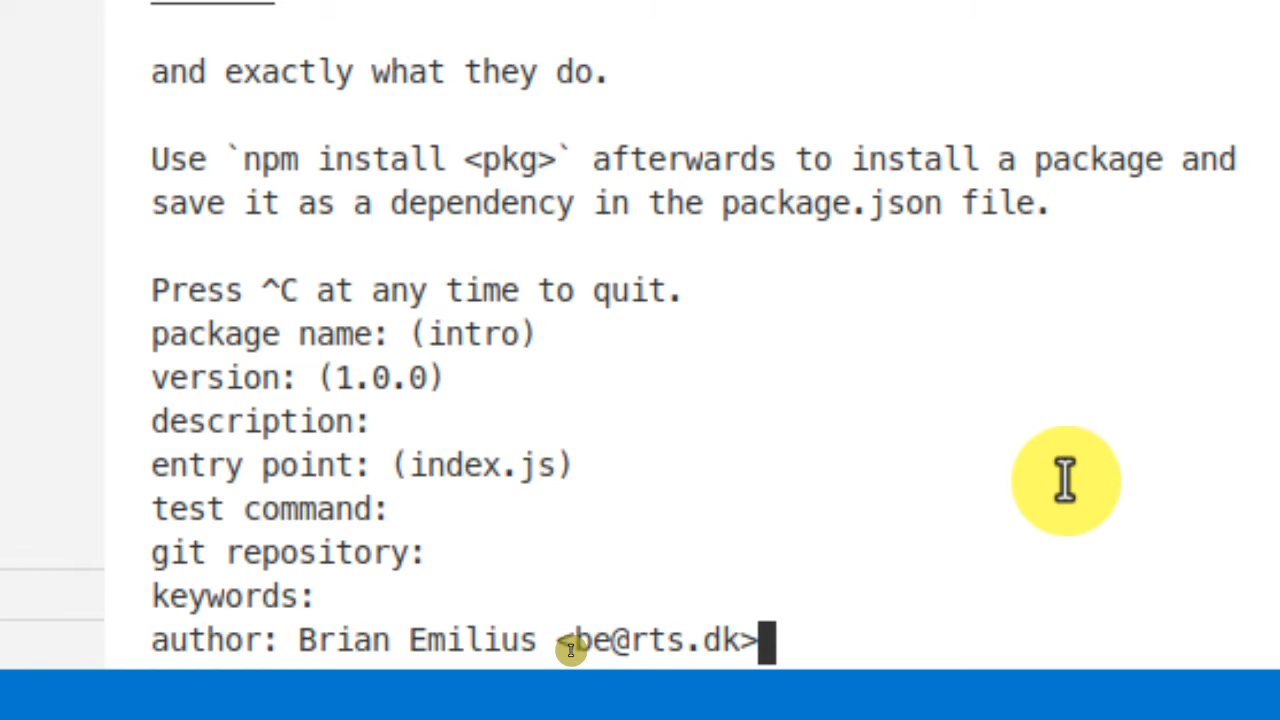 and exactly what they do.
Use `npm install <pkg>` afterwards to install a package and
save it as a dependency in the package.json file.
Press ^C at any time to quit.
package name: (intro)
version: (1.0.0)
description:
entry point: (index.js)
test command:
git repository:
keywords:
author: Brian Emilius <be@rts.dk>